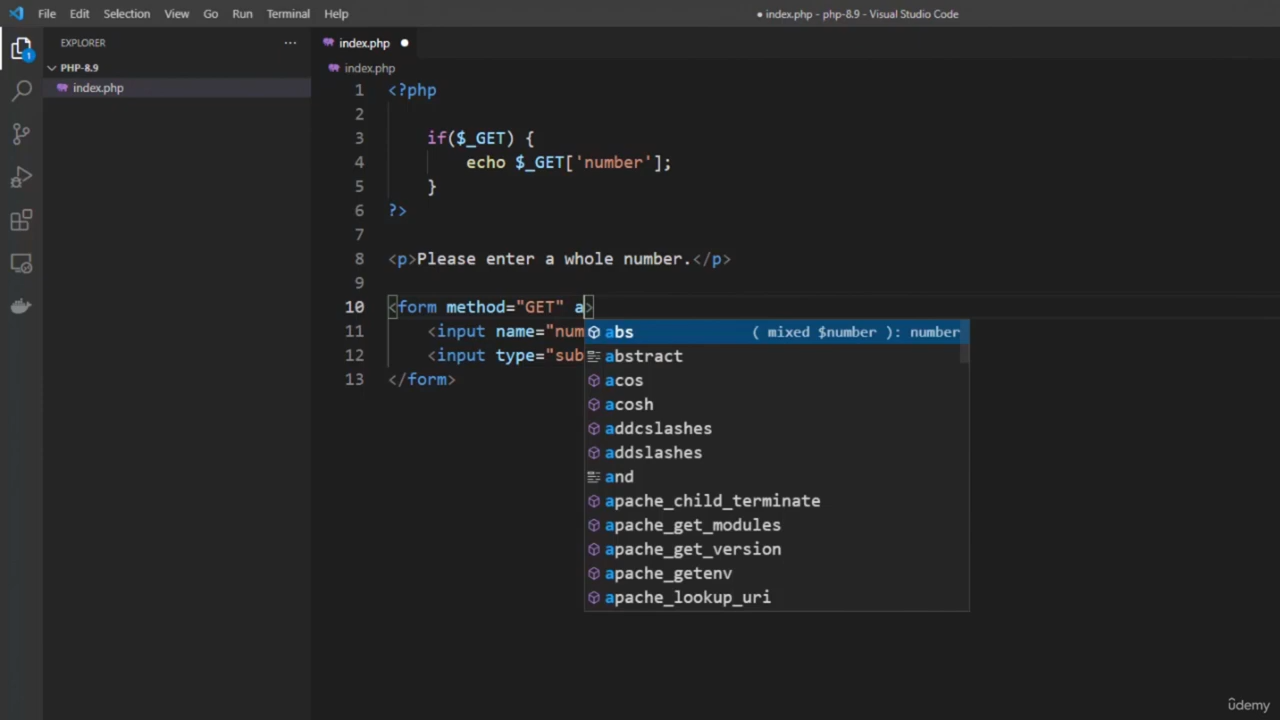 File Edit Selection View Go Run Terminal Help
● index.php - php-8.9 - Visual Studio Code
EXPLORER ···
index.php ●
PHP-8.9
index.php
index.php
1
1 <?php
2
3 if($_GET) {
4 echo $_GET['number'];
5 }
6 ?>
7
8 <p>Please enter a whole number.</p>
9
10 <form method="GET" a>
11 <input name="num
12 <input type="sub
13 </form>
abs ( mixed $number ): number
abstract
acos
acosh
addcslashes
addslashes
and
apache_child_terminate
apache_get_modules
apache_get_version
apache_getenv
apache_lookup_uri
ûdemy